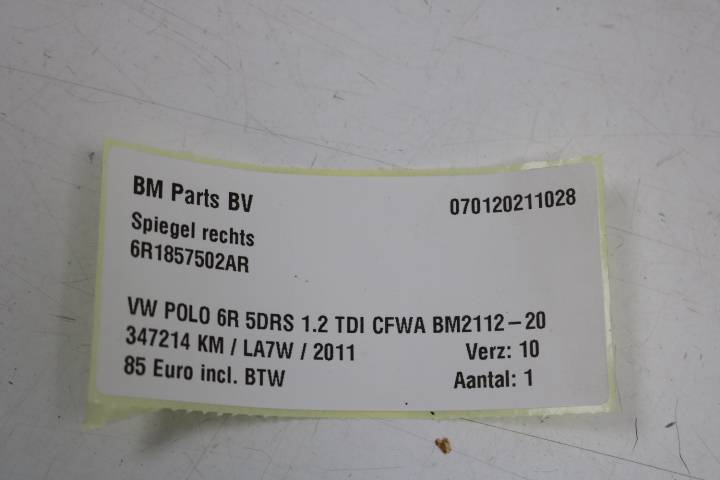 BM Parts BV 070120211028
Spiegel rechts
6R1857502AR
VW POLO 6R 5DRS 1.2 TDI CFWA BM2112-20
347214 KM / LA7W / 2011 Verz: 10
85 Euro incl. BTW Aantal: 1